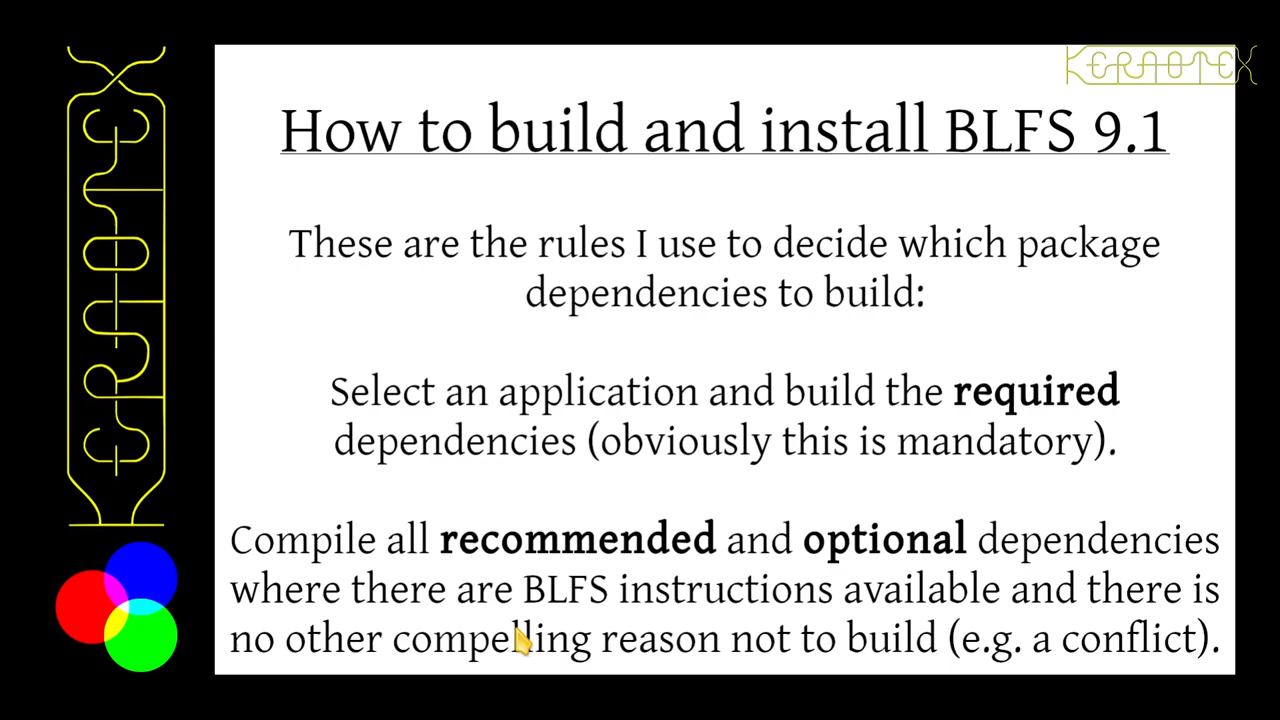 KERAOTEX
How to build and install BLFS 9.1
These are the rules I use to decide which package
dependencies to build:
Select an application and build the required
dependencies (obviously this is mandatory).
Compile all recommended and optional dependencies
where there are BLFS instructions available and there is
no other compelling reason not to build (e.g. a conflict).